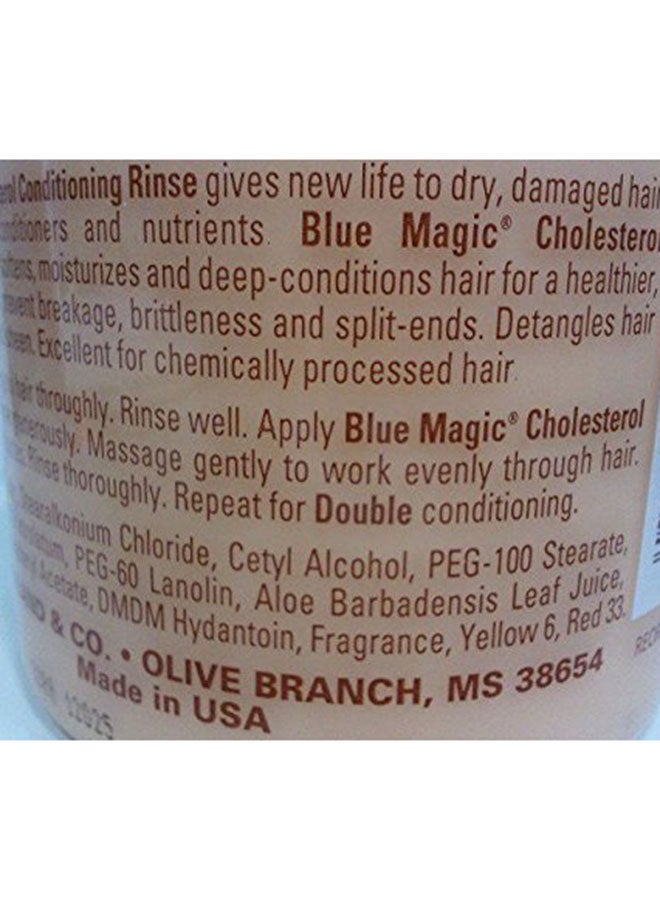 Conditioning Rinse gives new life to dry, damaged hair
and nutrients. Blue Magic® Cholesterol
moisturizes and deep-conditions hair for a healthier,
breakage, brittleness and split-ends. Detangles hair
Excellent for chemically processed hair
hair throughly. Rinse well. Apply Blue Magic® Cholesterol
generously. Massage gently to work evenly through hair.
Rinse thoroughly. Repeat for Double conditioning.
Stearalkonium Chloride, Cetyl Alcohol, PEG-100 Stearate,
PEG-60 Lanolin, Aloe Barbadensis Leaf Juice,
Acetate, DMDM Hydantoin, Fragrance, Yellow 6, Red 33.
& CO. • OLIVE BRANCH, MS 38654
Made in USA